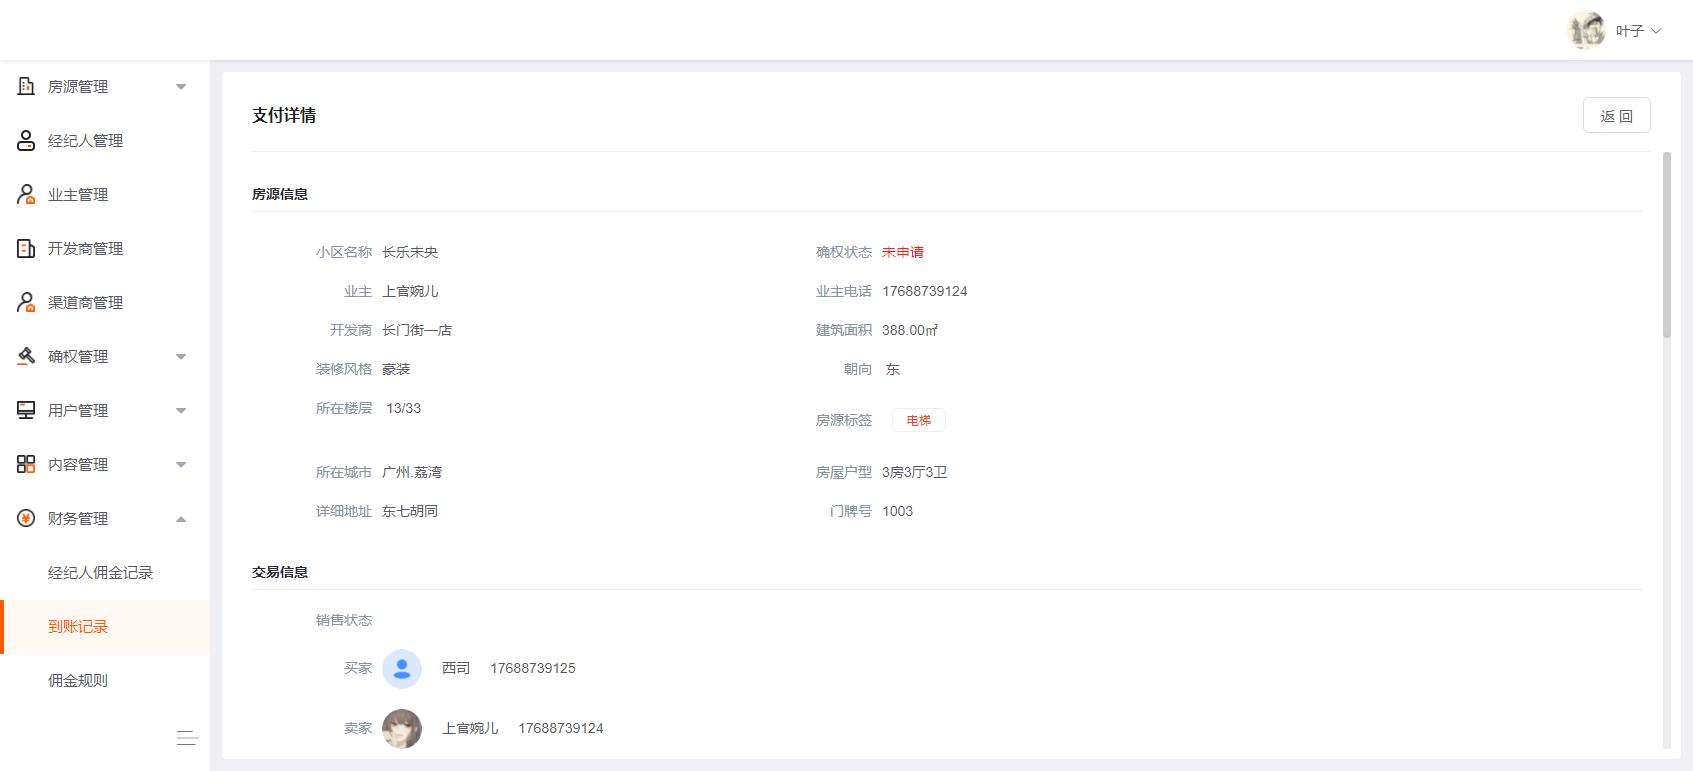 叶子
房源管理
经纪人管理
业主管理
开发商管理
渠道商管理
确权管理
用户管理
内容管理
财务管理
经纪人佣金记录
到账记录
佣金规则
支付详情
返 回
房源信息
小区名称 长乐未央
确权状态 未申请
业主 上官婉儿
业主电话 17688739124
开发商 长门街一店
建筑面积 388.00㎡
装修风格 豪装
朝向 东
所在楼层 13/33
房源标签 电梯
所在城市 广州.荔湾
房屋户型 3房3厅3卫
详细地址 东七胡同
门牌号 1003
交易信息
销售状态
买家 西司 17688739125
卖家 上官婉儿 17688739124